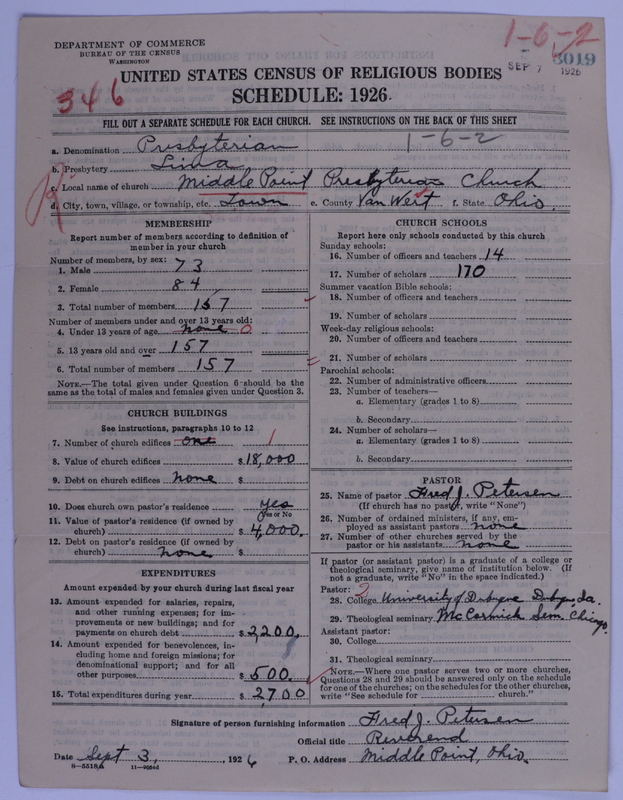 DEPARTMENT OF COMMERCE
BUREAU OF THE CENSUS
WASHINGTON
1-6-2
SEP 7 1926
8019
UNITED STATES CENSUS OF RELIGIOUS BODIES
SCHEDULE: 1926.
346
FILL OUT A SEPARATE SCHEDULE FOR EACH CHURCH. SEE INSTRUCTIONS ON THE BACK OF THIS SHEET
1-6-2
a. Denomination Presbyterian
b. Presbytery Lima
c. Local name of church Middle Point Presbyterian Church
d. City, town, village, or township, etc. Town e. County Van Wert f. State Ohio.
MEMBERSHIP
Report number of members according to definition of
member in your church
Number of members, by sex:
1. Male 73
2. Female 84
3. Total number of members 157
Number of members under and over 13 years old:
4. Under 13 years of age none 0
5. 13 years old and over 157
6. Total number of members 157
NOTE.—The total given under Question 6 should be
same as the total of males and females given under Question 3.
CHURCH BUILDINGS
See instructions, paragraphs 10 to 12
7. Number of church edifices one 1
8. Value of church edifices $18,000
9. Debt on church edifices none $
10. Does church own pastor's residence yes
(Yes or No)
11. Value of pastor's residence (if owned by
church) $4,000.
12. Debt on pastor's residence (if owned by
church) none $
EXPENDITURES
Amount expended by your church during last fiscal year
13. Amount expended for salaries, repairs,
and other running expenses; for im-
provements or new buildings; and for
payments on church debt $2,200.
14. Amount expended for benevolences, in-
cluding home and foreign missions; for
denominational support; and for all
other purposes $500.
15. Total expenditures during year $2700
CHURCH SCHOOLS
Report here only schools conducted by this church
Sunday schools:
16. Number of officers and teachers 14
17. Number of scholars 170
Summer vacation Bible schools:
18. Number of officers and teachers
19. Number of scholars
Week-day religious schools:
20. Number of officers and teachers
21. Number of scholars
Parochial schools:
22. Number of administrative officers
23. Number of teachers—
a. Elementary (grades 1 to 8)
b. Secondary
24. Number of scholars—
a. Elementary (grades 1 to 8)
b. Secondary
PASTOR
25. Name of pastor Fred J. Petersen
(If church has no pastor, write "None")
26. Number of ordained ministers, if any, em-
ployed as assistant pastors none
27. Number of other churches served by the
pastor or his assistants none
If pastor (or assistant pastor) is a graduate of a college or
theological seminary, give name of institution below. (If
not a graduate, write "No" in the space indicated.)
Pastor: 2
28. College University of Dubuque Dubuque, Ia.
29. Theological seminary McCormick Sem. Chicago.
Assistant pastor:
30. College
31. Theological seminary
NOTE.—Where one pastor serves two or more churches,
Questions 28 and 29 should be answered only on the schedule
for one of the churches; on the schedules for the other churches,
write "See schedule for church."
Signature of person furnishing information Fred J. Petersen
Official title Reverend
Date Sept 3, 1926 P. O. Address Middle Point, Ohio.